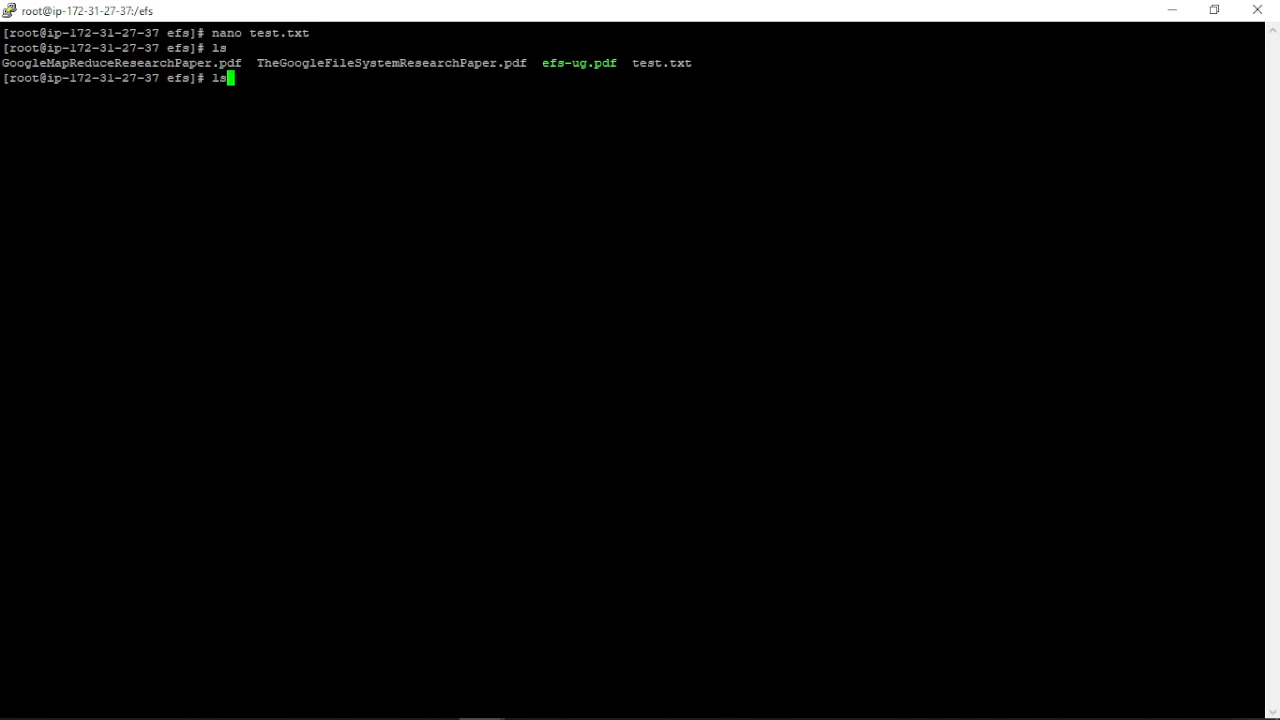 root@ip-172-31-27-37:/efs
[root@ip-172-31-27-37 efs]# nano test.txt
[root@ip-172-31-27-37 efs]# ls
GoogleMapReduceResearchPaper.pdf  TheGoogleFileSystemResearchPaper.pdf  efs-ug.pdf  test.txt
[root@ip-172-31-27-37 efs]# ls